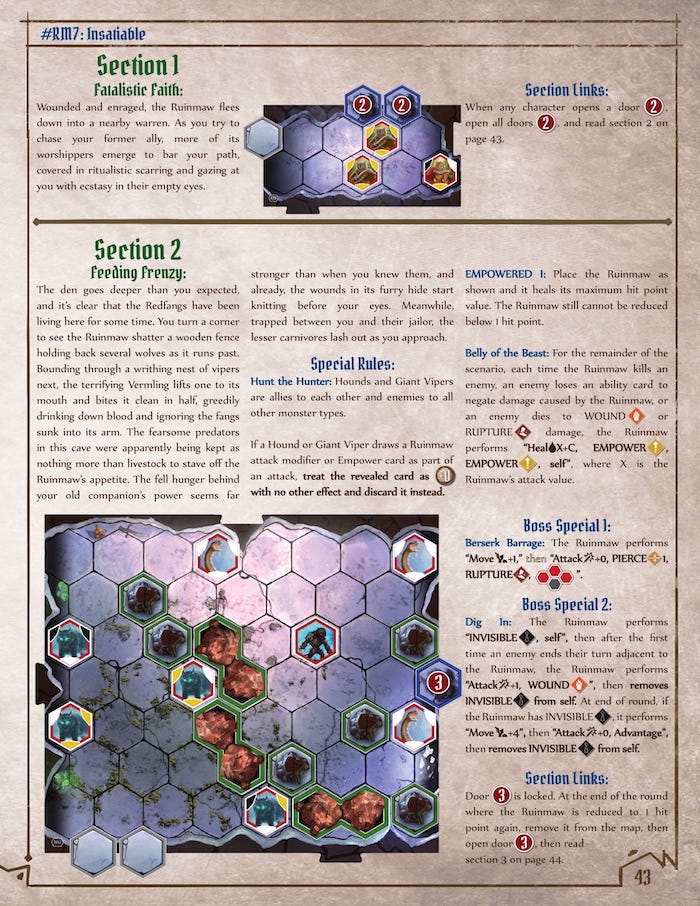 #RM7: Insatiable
Section 1
Fatalistic Faith:
Wounded and enraged, the Ruinmaw flees
down into a nearby warren. As you try to
chase your former ally, more of its
worshippers emerge to bar your path,
covered in ritualistic scarring and gazing at
you with ecstasy in their empty eyes.
2 2
Section Links:
When any character opens a door 2,
open all doors 2, and read section 2 on
page 43.
Section 2
Feeding Frenzy:
The den goes deeper than you expected,
and it's clear that the Redfangs have been
living here for some time. You turn a corner
to see the Ruinmaw shatter a wooden fence
holding back several wolves as it runs past.
Bounding through a writhing nest of vipers
next, the terrifying Vermling lifts one to its
mouth and bites it clean in half, greedily
drinking down blood and ignoring the fangs
sunk into its arm. The fearsome predators
in this cave were apparently being kept as
nothing more than livestock to stave off the
Ruinmaw's appetite. The fell hunger behind
your old companion's power seems far
stronger than when you knew them, and
already, the wounds in its furry hide start
knitting before your eyes. Meanwhile,
trapped between you and their jailor, the
lesser carnivores lash out as you approach.
Special Rules:
Hunt the Hunter: Hounds and Giant Vipers
are allies to each other and enemies to all
other monster types.
If a Hound or Giant Viper draws a Ruinmaw
attack modifier or Empower card as part of
an attack, treat the revealed card as
with no other effect and discard it instead.
EMPOWERED 1: Place the Ruinmaw as
shown and it heals its maximum hit point
value. The Ruinmaw still cannot be reduced
below 1 hit point.
Belly of the Beast: For the remainder of the
scenario, each time the Ruinmaw kills an
enemy, an enemy loses an ability card to
negate damage caused by the Ruinmaw, or
an enemy dies to WOUND or
RUPTURE damage, the Ruinmaw
performs "Heal X+C, EMPOWER,
EMPOWER, self", where X is the
Ruinmaw's attack value.
Boss Special 1:
Berserk Barrage: The Ruinmaw performs
"Move +1," then "Attack +0, PIERCE 1,
RUPTURE, ".
Boss Special 2:
Dig In: The Ruinmaw performs
"INVISIBLE, self", then after the first
time an enemy ends their turn adjacent to
the Ruinmaw, the Ruinmaw performs
"Attack +1, WOUND", then removes
INVISIBLE from self. At end of round, if
the Ruinmaw has INVISIBLE, it performs
"Move +4", then "Attack +0, Advantage",
then removes INVISIBLE from self.
3
Section Links:
Door 3 is locked. At the end of the round
where the Ruinmaw is reduced to 1 hit
point again, remove it from the map, then
open door 3, then read
section 3 on page 44.
43